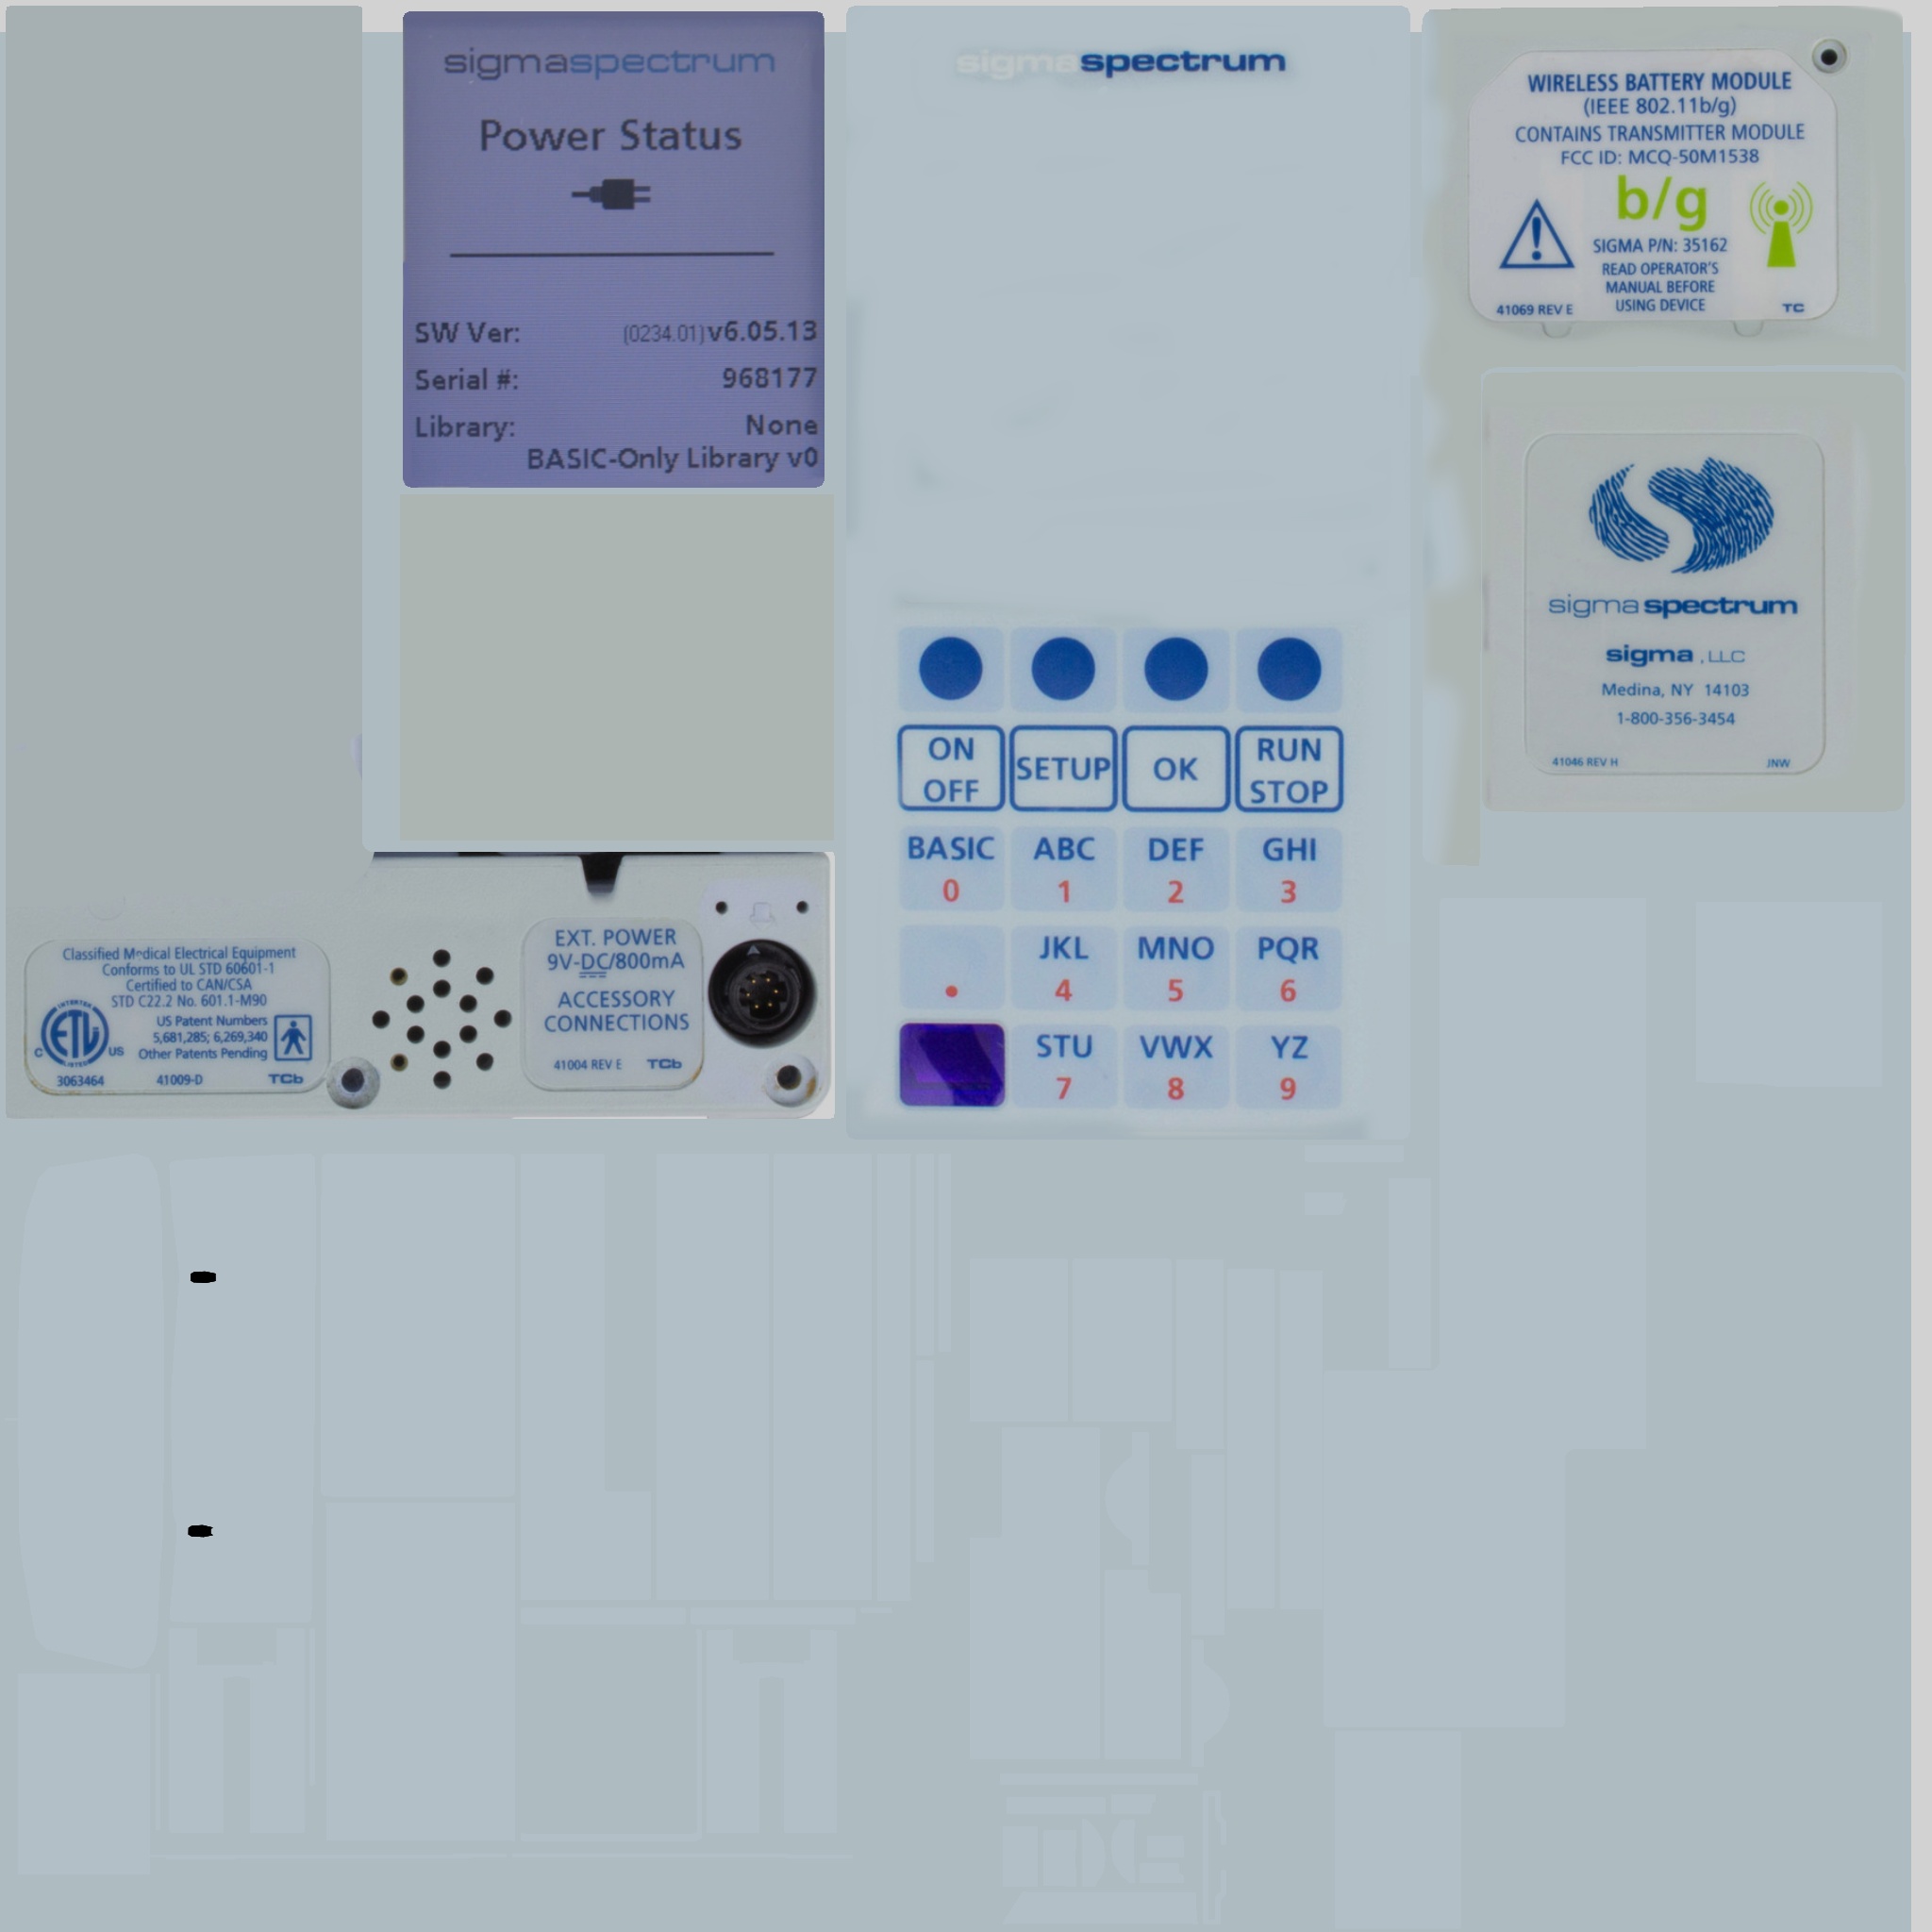 sigmaspectrum
Power Status
SW Ver: (0234.01) v6.05.13
Serial #: 968177
Library: None
BASIC-Only Library v0
sigmaspectrum
ON
OFF
SETUP
OK
RUN
STOP
BASIC
0
ABC
1
DEF
2
GHI
3
.
JKL
4
MNO
5
PQR
6
STU
7
VWX
8
YZ
9
WIRELESS BATTERY MODULE
(IEEE 802.11b/g)
CONTAINS TRANSMITTER MODULE
FCC ID: MCQ-50M1538
b/g
SIGMA P/N: 35162
READ OPERATOR'S
MANUAL BEFORE
USING DEVICE
41069 REV E TC
sigmaspectrum
sigma, LLC
Medina, NY 14103
1-800-356-3454
41046 REV H JNW
Classified Medical Electrical Equipment
Conforms to UL STD 60601-1
Certified to CAN/CSA
STD C22.2 No. 601.1-M90
US Patent Numbers
5,681,285; 6,269,340
Other Patents Pending
INTERTEK
C ETL US
LISTED
3063464 41009-D TCb
EXT. POWER
9V-DC/800mA
ACCESSORY
CONNECTIONS
41004 REV E TCb